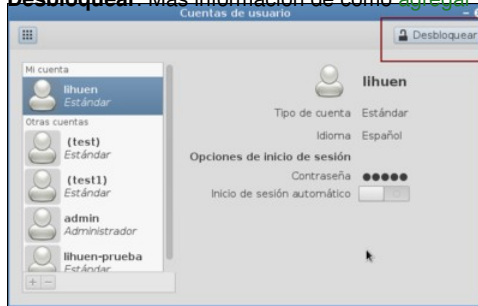 Desbloquear. Más información de como agregar
Cuentas de usuario
Desbloquear
Mi cuenta
lihuen
Estándar
Otras cuentas
(test)
Estándar
(test1)
Estándar
admin
Administrador
lihuen-prueba
Estándar
lihuen
Tipo de cuenta Estándar
Idioma Español
Opciones de inicio de sesión
Contraseña ●●●●●
Inicio de sesión automático